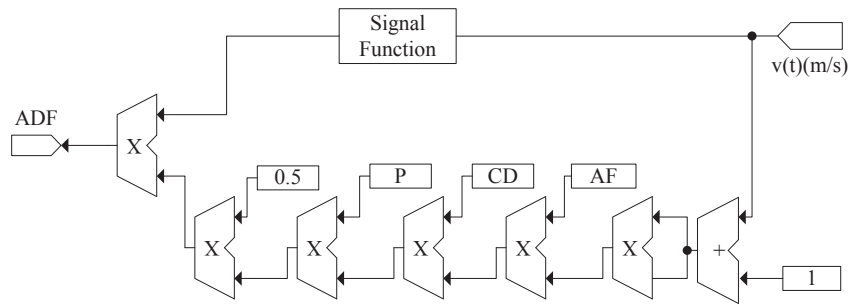 Signal
Function
v(t)(m/s)
ADF
X
0.5
P
CD
AF
X
X
X
X
X
+
1